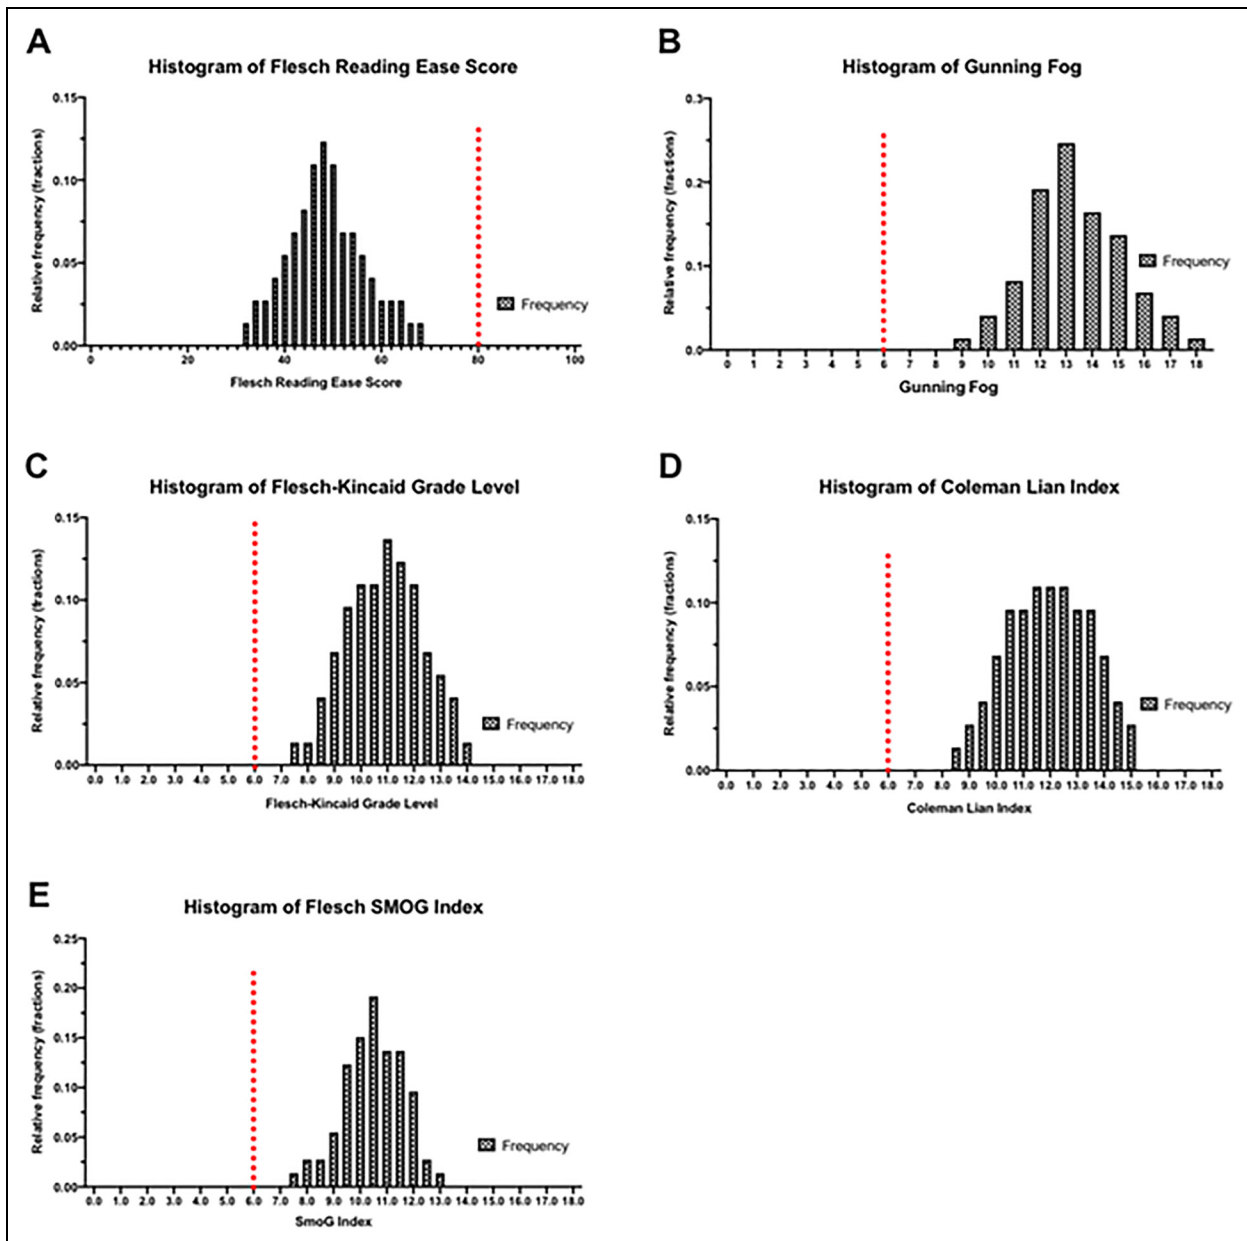 A
Histogram of Flesch Reading Ease Score
Relative frequency (fractions)
0.15
0.10
0.05
0.00
0 20 40 60 80 100
Flesch Reading Ease Score
Frequency
B
Histogram of Gunning Fog
Relative frequency (fractions)
0.3
0.2
0.1
0.0
0 1 2 3 4 5 6 7 8 9 10 11 12 13 14 15 16 17 18
Gunning Fog
Frequency
C
Histogram of Flesch-Kincaid Grade Level
Relative frequency (fractions)
0.15
0.10
0.05
0.00
0.0 1.0 2.0 3.0 4.0 5.0 6.0 7.0 8.0 9.0 10.0 11.0 12.0 13.0 14.0 15.0 16.0 17.0 18.0
Flesch-Kincaid Grade Level
Frequency
D
Histogram of Coleman Lian Index
Relative frequency (fractions)
0.15
0.10
0.05
0.00
0.0 1.0 2.0 3.0 4.0 5.0 6.0 7.0 8.0 9.0 10.0 11.0 12.0 13.0 14.0 15.0 16.0 17.0 18.0
Coleman Lian Index
Frequency
E
Histogram of Flesch SMOG Index
Relative frequency (fractions)
0.25
0.20
0.15
0.10
0.05
0.00
0.0 1.0 2.0 3.0 4.0 5.0 6.0 7.0 8.0 9.0 10.0 11.0 12.0 13.0 14.0 15.0 16.0 17.0 18.0
SmoG Index
Frequency